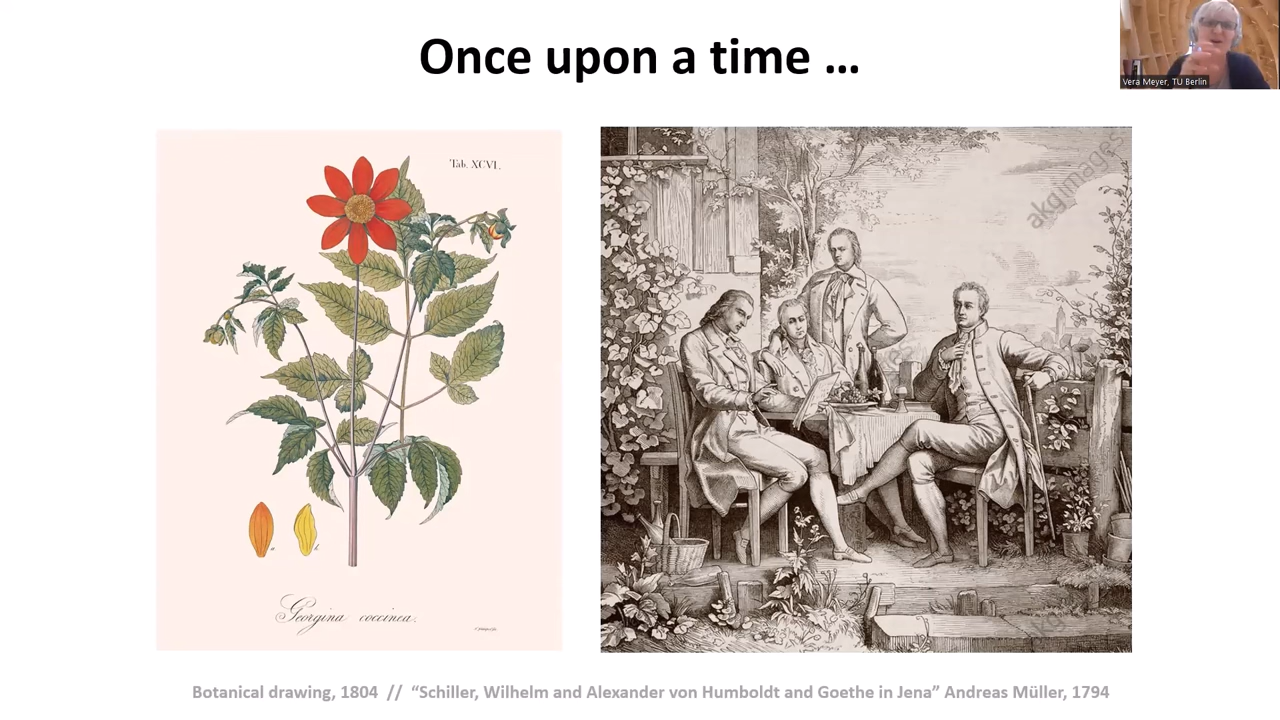 Once upon a time ...
Vera Meyer, TU Berlin
Tab. XCVI.
akgimages
a
b
Georgina coccinea.
Botanical drawing, 1804 // “Schiller, Wilhelm and Alexander von Humboldt and Goethe in Jena” Andreas Müller, 1794